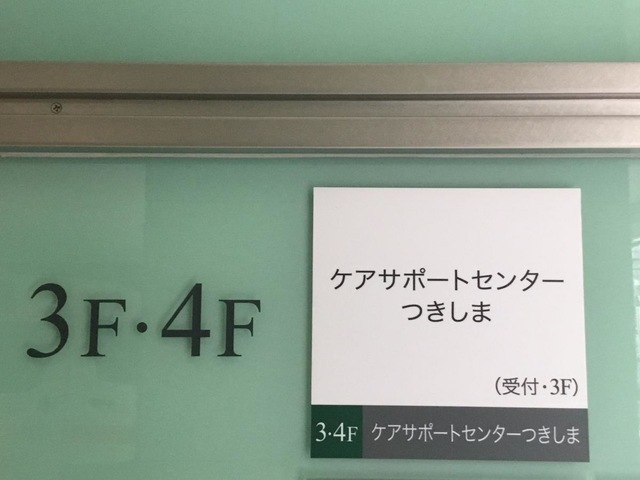 3F・4F
ケアサポートセンター
つきしま
（受付・3F）
3・4F ケアサポートセンターつきしま